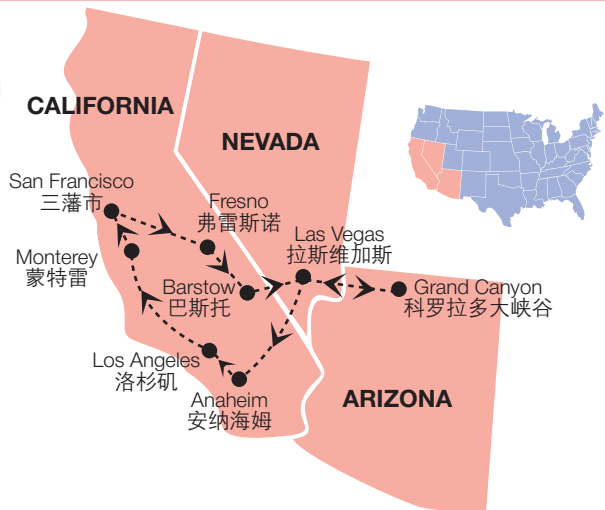 CALIFORNIA
NEVADA
San Francisco
三藩市
Fresno
弗雷斯诺
Las Vegas
拉斯维加斯
Monterey
蒙特雷
Barstow
巴斯托
Grand Canyon
科罗拉多大峡谷
Los Angeles
洛杉矶
Anaheim
安纳海姆
ARIZONA